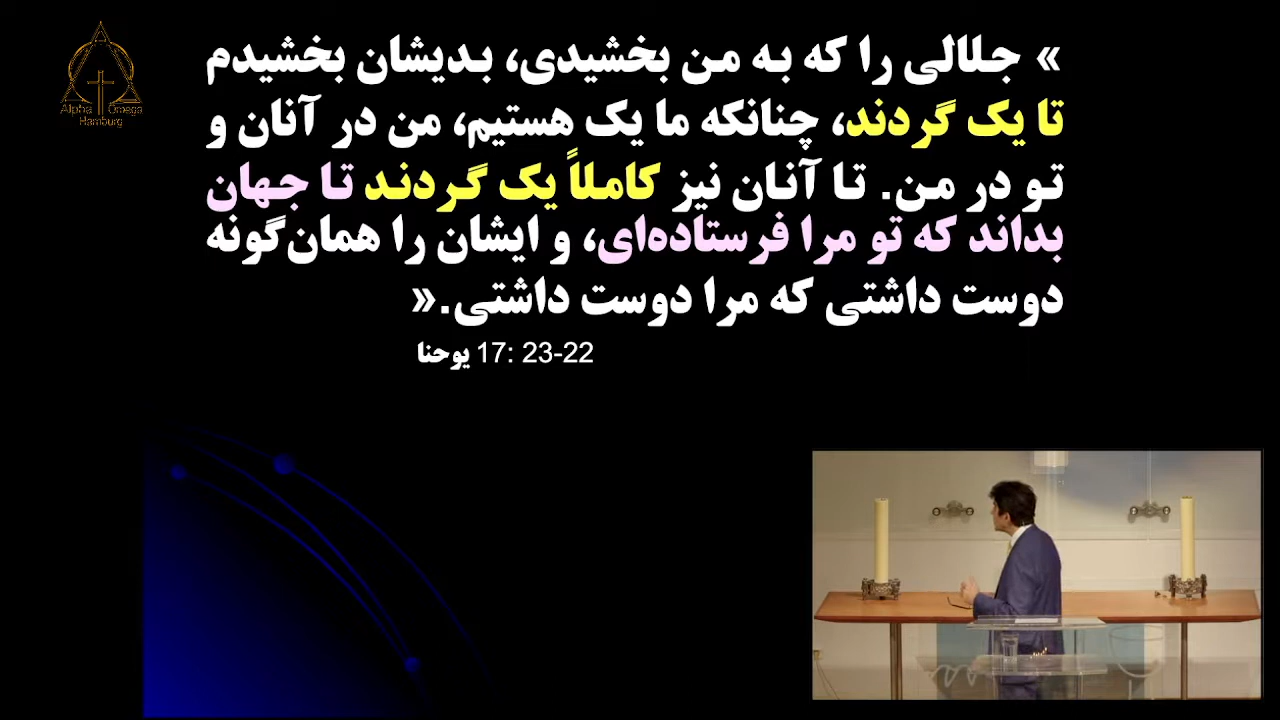 Alpha Omega
Hamburg
» جلالی را که به من بخشیدی، بدیشان بخشیدم
تا یک گردند، چنانکه ما یک هستیم، من در آنان و
تو در من. تا آنان نیز کاملاً یک گردند تا جهان
بداند که تو مرا فرستاده‌ای، و ایشان را همان‌گونه
دوست داشتی که مرا دوست داشتی.«
یوحنا 17: 23-22